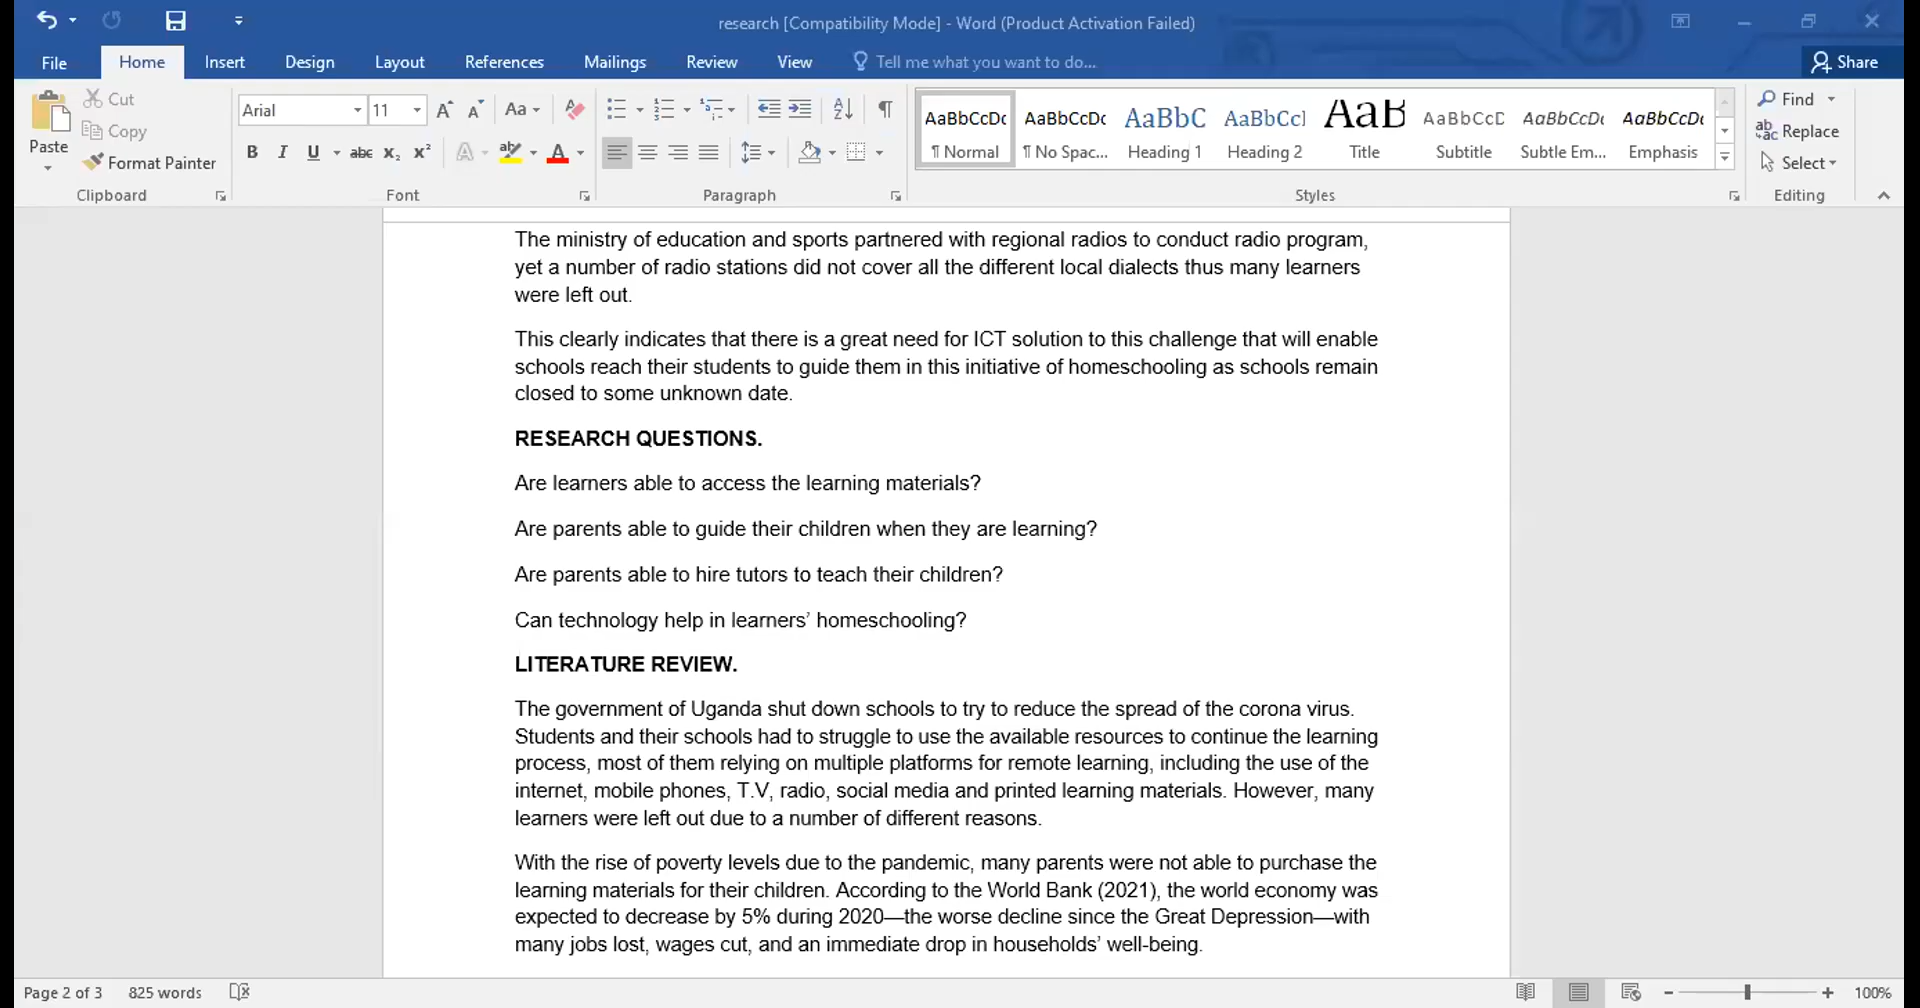 research [Compatibility Mode] - Word (Product Activation Failed)
File Home Insert Design Layout References Mailings Review View Tell me what you want to do... Share
Cut
Copy
Format Painter
Paste
Clipboard
Arial 11
Aa
B I U abc x₂ x² A A
Font
Paragraph
AaBbCcDc AaBbCcDc AaBbC AaBbCcI AaB AaBbCcD AaBbCcDc AaBbCcDc
¶ Normal ¶ No Spac... Heading 1 Heading 2 Title Subtitle Subtle Em... Emphasis
Styles
Find
Replace
Select
Editing
The ministry of education and sports partnered with regional radios to conduct radio program,
yet a number of radio stations did not cover all the different local dialects thus many learners
were left out.
This clearly indicates that there is a great need for ICT solution to this challenge that will enable
schools reach their students to guide them in this initiative of homeschooling as schools remain
closed to some unknown date.
RESEARCH QUESTIONS.
Are learners able to access the learning materials?
Are parents able to guide their children when they are learning?
Are parents able to hire tutors to teach their children?
Can technology help in learners’ homeschooling?
LITERATURE REVIEW.
The government of Uganda shut down schools to try to reduce the spread of the corona virus.
Students and their schools had to struggle to use the available resources to continue the learning
process, most of them relying on multiple platforms for remote learning, including the use of the
internet, mobile phones, T.V, radio, social media and printed learning materials. However, many
learners were left out due to a number of different reasons.
With the rise of poverty levels due to the pandemic, many parents were not able to purchase the
learning materials for their children. According to the World Bank (2021), the world economy was
expected to decrease by 5% during 2020—the worse decline since the Great Depression—with
many jobs lost, wages cut, and an immediate drop in households’ well-being.
Page 2 of 3 825 words 100%